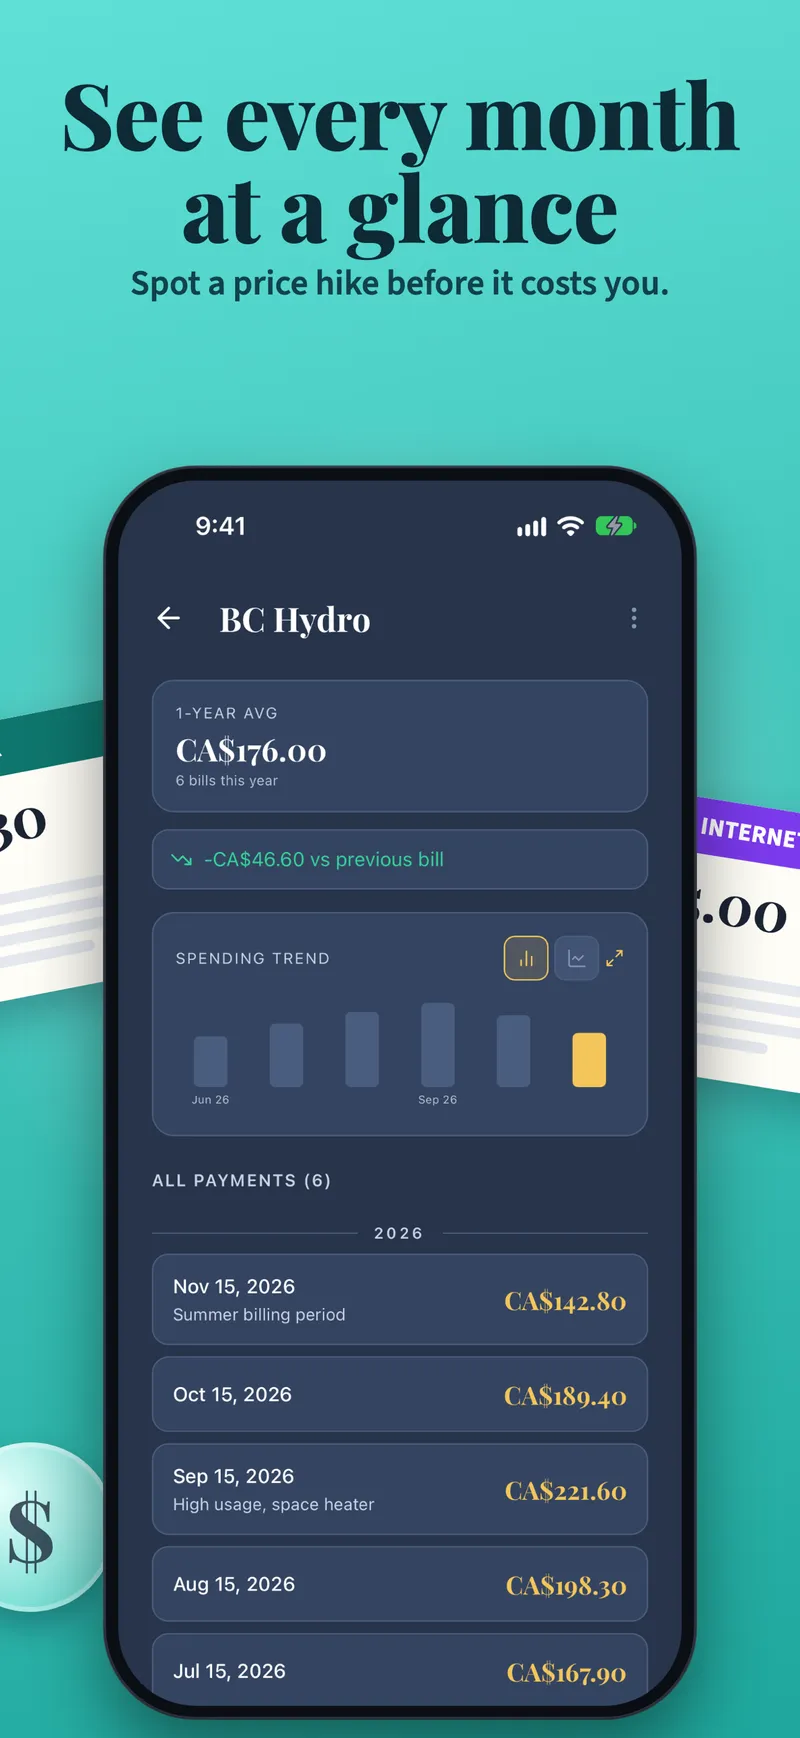 See every month
at a glance
Spot a price hike before it costs you.
9:41
BC Hydro
1-YEAR AVG
CA$176.00
6 bills this year
-CA$46.60 vs previous bill
30
INTERNE
.00
SPENDING TREND
Jun 26
Sep 26
ALL PAYMENTS (6)
2026
Nov 15, 2026
CA$142.80
Summer billing period
Oct 15, 2026
CA$189.40
Sep 15, 2026
CA$221.60
High usage, space heater
$
Aug 15, 2026
CA$198.30
Jul 15, 2026
CA$167.90